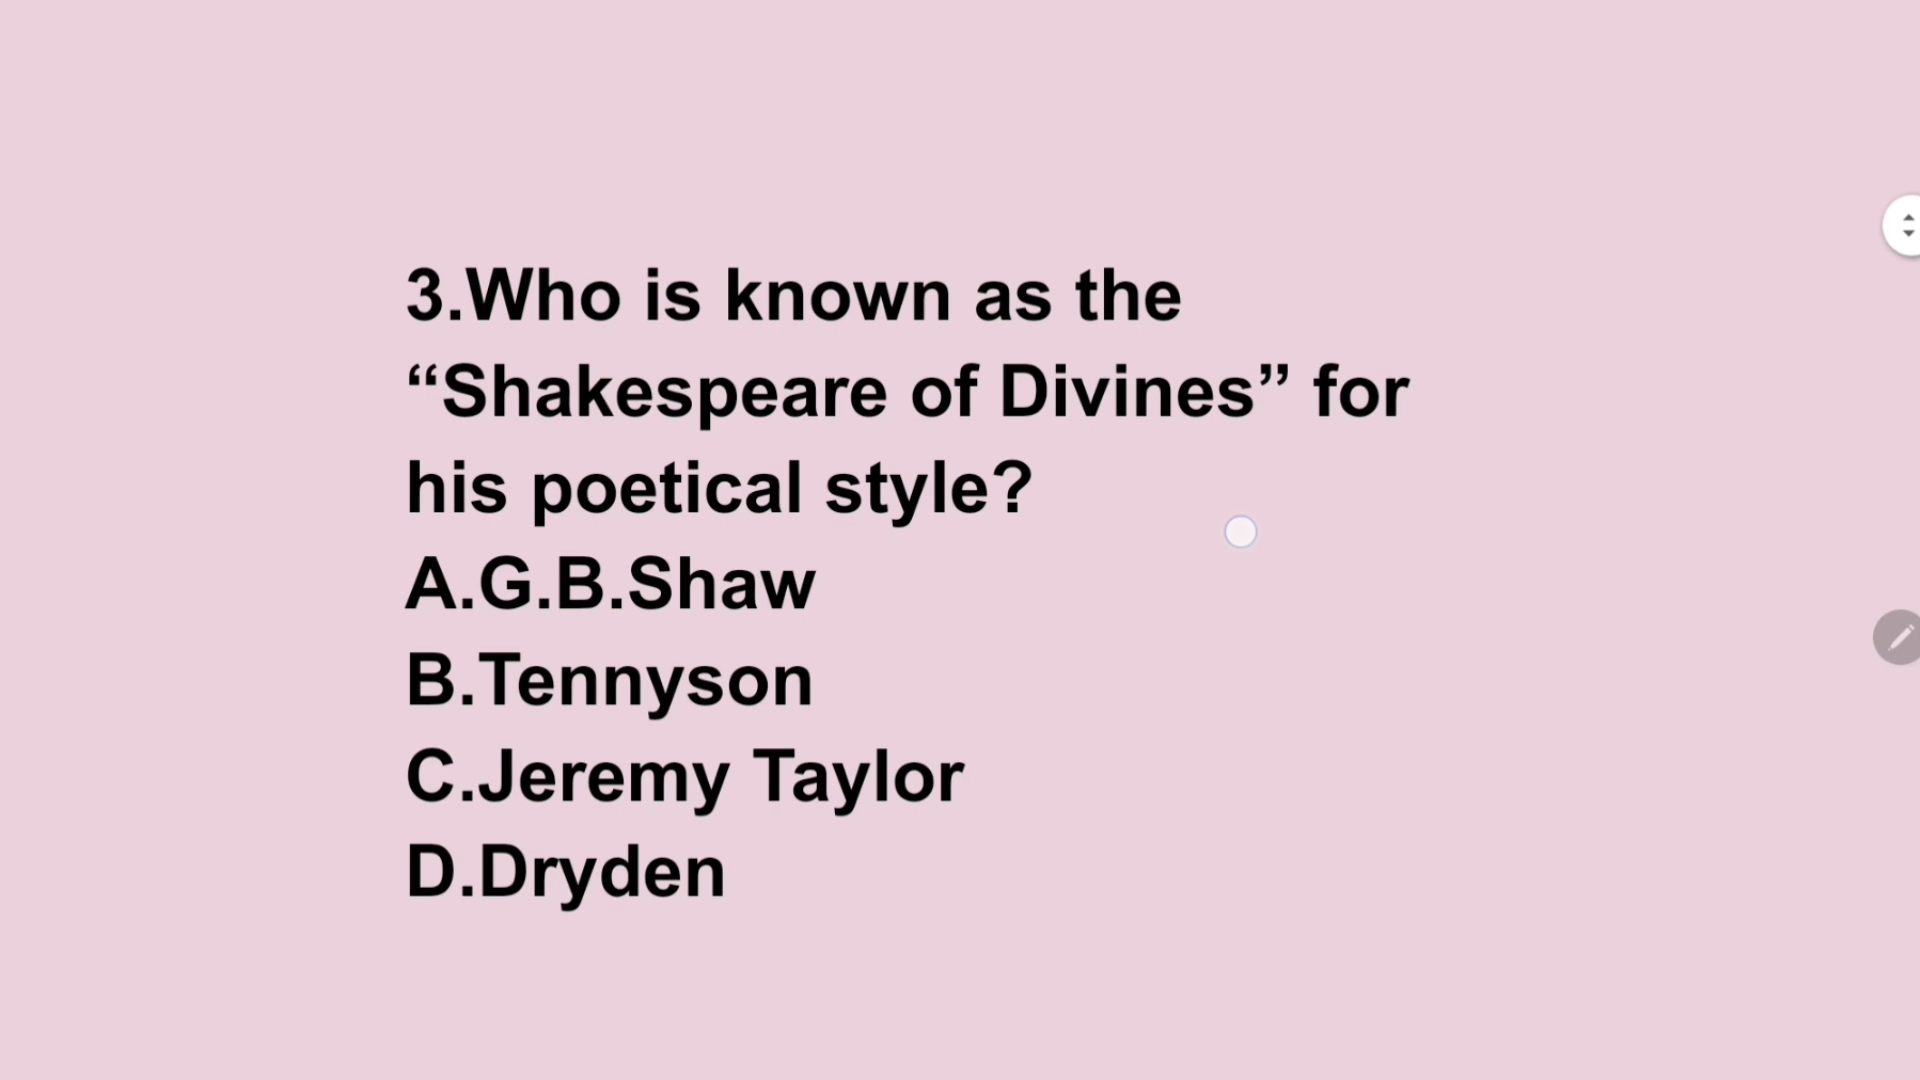 3.Who is known as the
“Shakespeare of Divines” for
his poetical style?
A.G.B.Shaw
B.Tennyson
C.Jeremy Taylor
D.Dryden